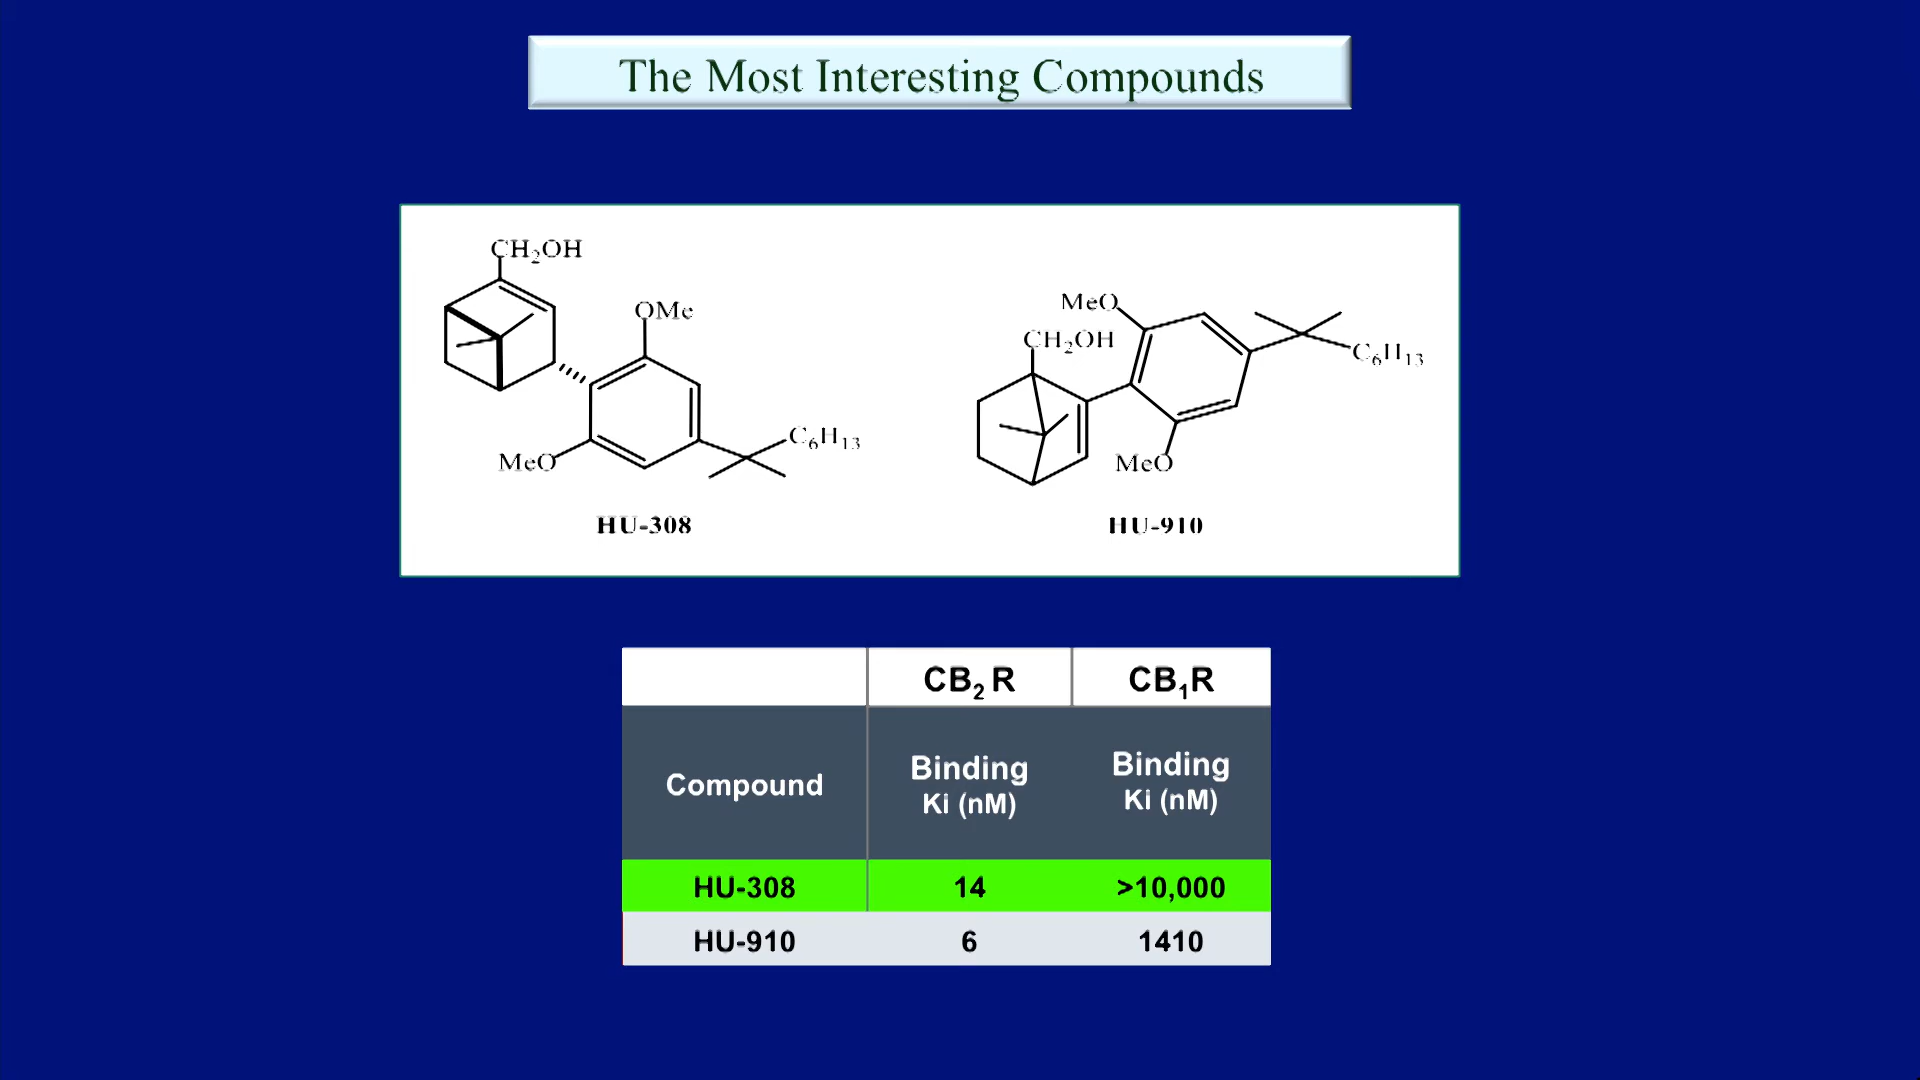 The Most Interesting Compounds
CH₂OH
OMe
MeO
C₆H₁₃
HU-308
MeO
CH₂OH
C₆H₁₃
MeO
HU-910
CB₂ R CB₁R
Compound Binding Ki (nM) Binding Ki (nM)
HU-308 14 >10,000
HU-910 6 1410